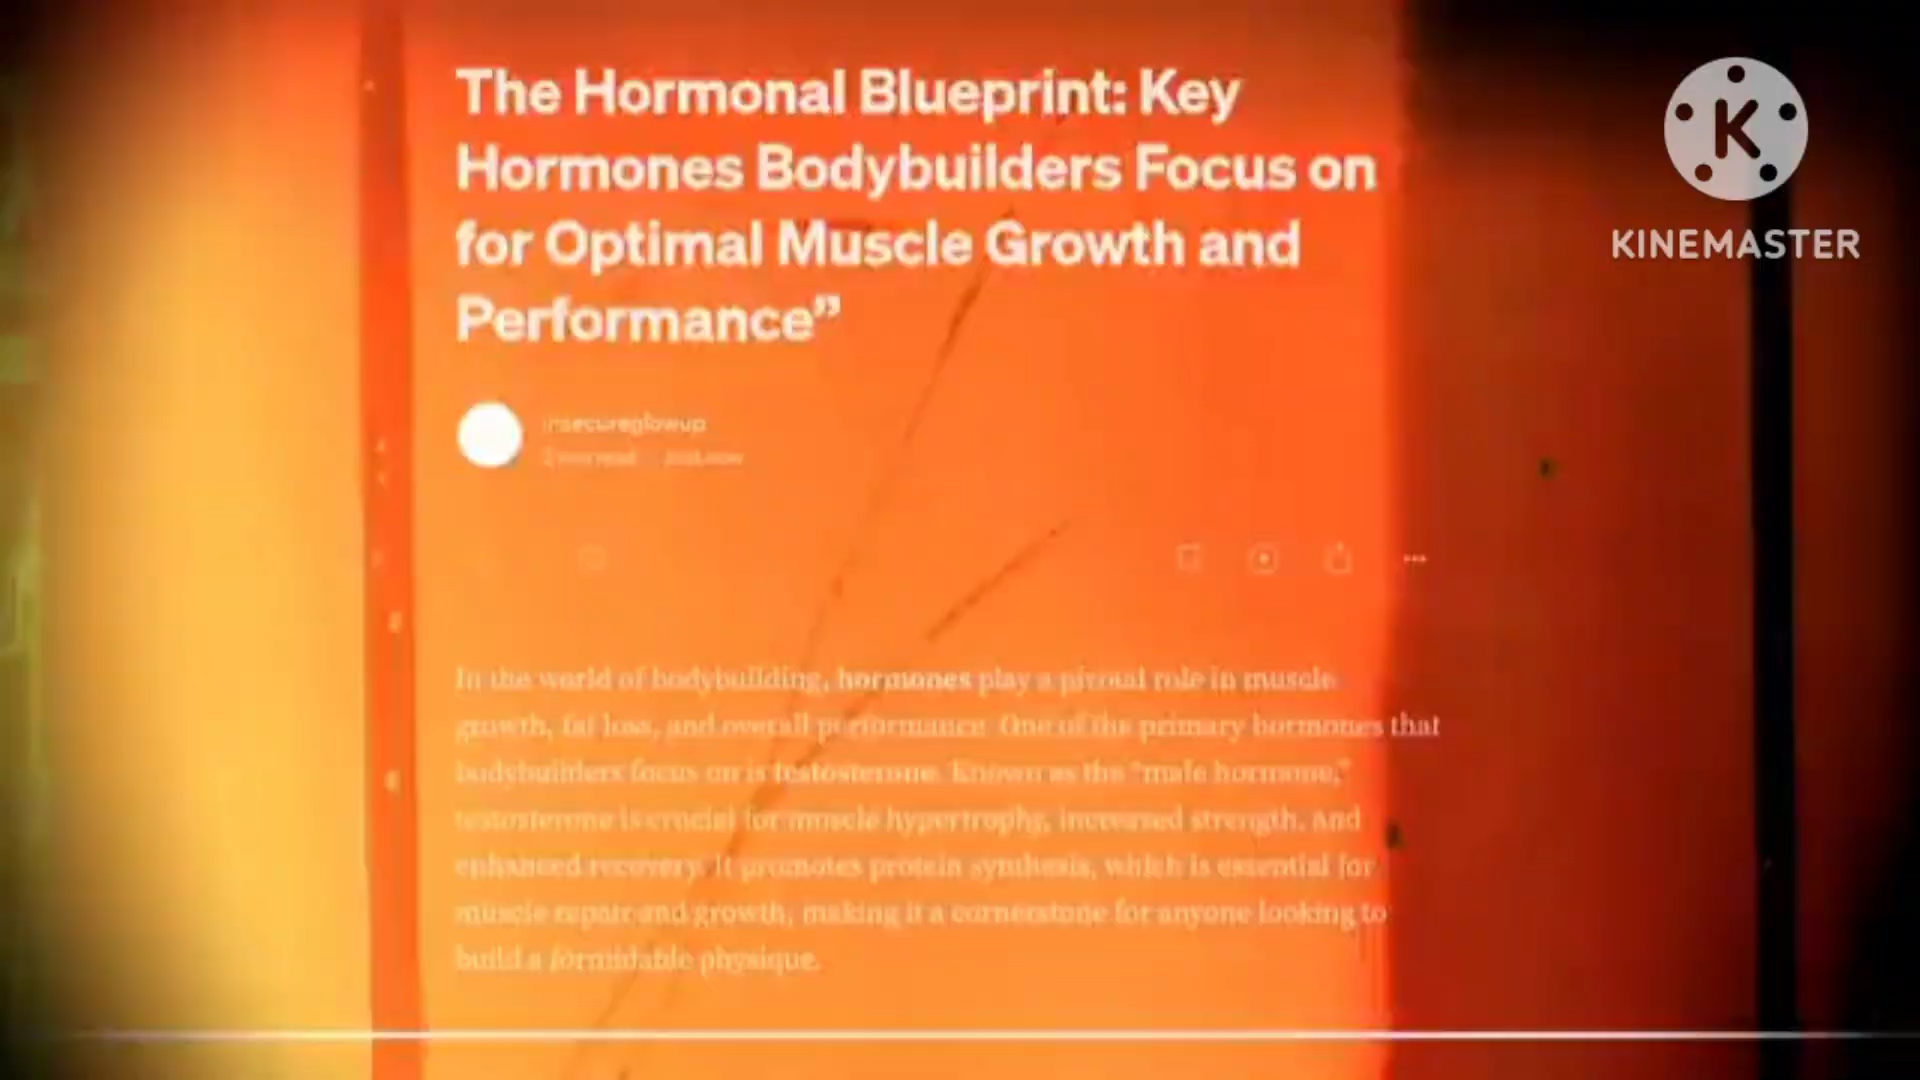 The Hormonal Blueprint: Key
Hormones Bodybuilders Focus on
for Optimal Muscle Growth and
Performance”
K
KINEMASTER
insecureglowup
In the world of bodybuilding, hormones play a pivotal role in muscle
growth, fat loss, and overall performance. One of the primary hormones that
bodybuilders focus on is testosterone. Known as the “male hormone,”
testosterone is crucial for muscle hypertrophy, increased strength, and
enhanced recovery. It promotes protein synthesis, which is essential for
muscle repair and growth, making it a cornerstone for anyone looking to
build a formidable physique.